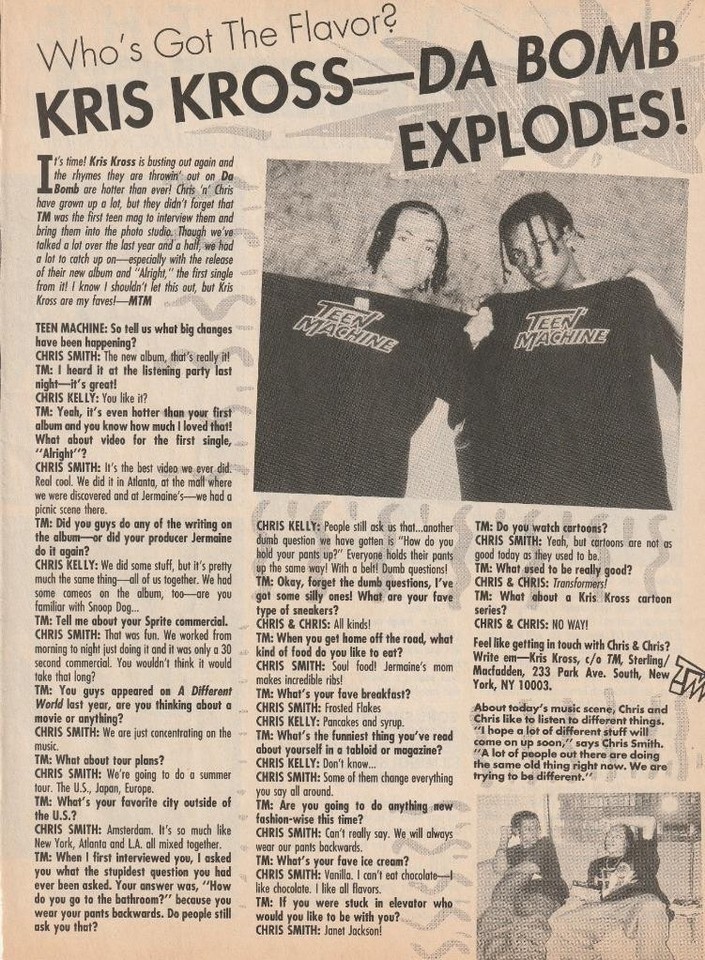 Who's Got The Flavor?
KRIS KROSS—DA BOMB
EXPLODES!
It's time! Kris Kross is busting out again and
the rhymes they are throwin' out on Da
Bomb are hotter than ever! Chris 'n' Chris
have grown up a lot, but they didn't forget that
TM was the first teen mag to interview them and
bring them into the photo studio. Though we've
talked a lot over the last year and a half, we had
a lot to catch up on—especially with the release
of their new album and "Alright," the first single
from it! I know I shouldn't let this out, but Kris
Kross are my faves!—MTM
TEEN MACHINE: So tell us what big changes
have been happening?
CHRIS SMITH: The new album, that's really it!
TM: I heard it at the listening party last
night—it's great!
CHRIS KELLY: You like it?
TM: Yeah, it's even hotter than your first
album and you know how much I loved that!
What about video for the first single,
"Alright"?
CHRIS SMITH: It's the best video we ever did.
Real cool. We did it in Atlanta, at the mall where
we were discovered and at Jermaine's—we had a
picnic scene there.
TM: Did you guys do any of the writing on
the album—or did your producer Jermaine
do it again?
CHRIS KELLY: We did some stuff, but it's pretty
much the same thing—all of us together. We had
some cameos on the album, too—are you
familiar with Snoop Dog...
TM: Tell me about your Sprite commercial.
CHRIS SMITH: That was fun. We worked from
morning to night just doing it and it was only a 30
second commercial. You wouldn't think it would
take that long?
TM: You guys appeared on A Different
World last year, are you thinking about a
movie or anything?
CHRIS SMITH: We are just concentrating on the
music.
TM: What about tour plans?
CHRIS SMITH: We're going to do a summer
tour. The U.S., Japan, Europe.
TM: What's your favorite city outside of
the U.S.?
CHRIS SMITH: Amsterdam. It's so much like
New York, Atlanta and L.A. all mixed together.
TM: When I first interviewed you, I asked
you what the stupidest question you had
ever been asked. Your answer was, "How
do you go to the bathroom?" because you
wear your pants backwards. Do people still
ask you that?
TEEN
MACHINE
TEEN
MACHINE
CHRIS KELLY: People still ask us that...another
dumb question we have gotten is "How do you
hold your pants up?" Everyone holds their pants
up the same way! With a belt! Dumb questions!
TM: Okay, forget the dumb questions, I've
got some silly ones! What are your fave
type of sneakers?
CHRIS & CHRIS: All kinds!
TM: When you get home off the road, what
kind of food do you like to eat?
CHRIS SMITH: Soul food! Jermaine's mom
makes incredible ribs!
TM: What's your fave breakfast?
CHRIS SMITH: Frosted Flakes
CHRIS KELLY: Pancakes and syrup.
TM: What's the funniest thing you've read
about yourself in a tabloid or magazine?
CHRIS KELLY: Don't know...
CHRIS SMITH: Some of them change everything
you say all around.
TM: Are you going to do anything new
fashion-wise this time?
CHRIS SMITH: Can't really say. We will always
wear our pants backwards.
TM: What's your fave ice cream?
CHRIS SMITH: Vanilla. I can't eat chocolate—I
like chocolate. I like all flavors.
TM: If you were stuck in elevator who
would you like to be with you?
CHRIS SMITH: Janet Jackson!
TM: Do you watch cartoons?
CHRIS SMITH: Yeah, but cartoons are not as
good today as they used to be.
TM: What used to be really good?
CHRIS & CHRIS: Transformers!
TM: What about a Kris Kross cartoon
series?
CHRIS & CHRIS: NO WAY!
Feel like getting in touch with Chris & Chris?
Write em—Kris Kross, c/o TM, Sterling/
Macfadden, 233 Park Ave. South, New
York, NY 10003.
TM
About today's music scene, Chris and
Chris like to listen to different things.
"I hope a lot of different stuff will
come on up soon," says Chris Smith.
"A lot of people out there are doing
the same old thing right now. We are
trying to be different."